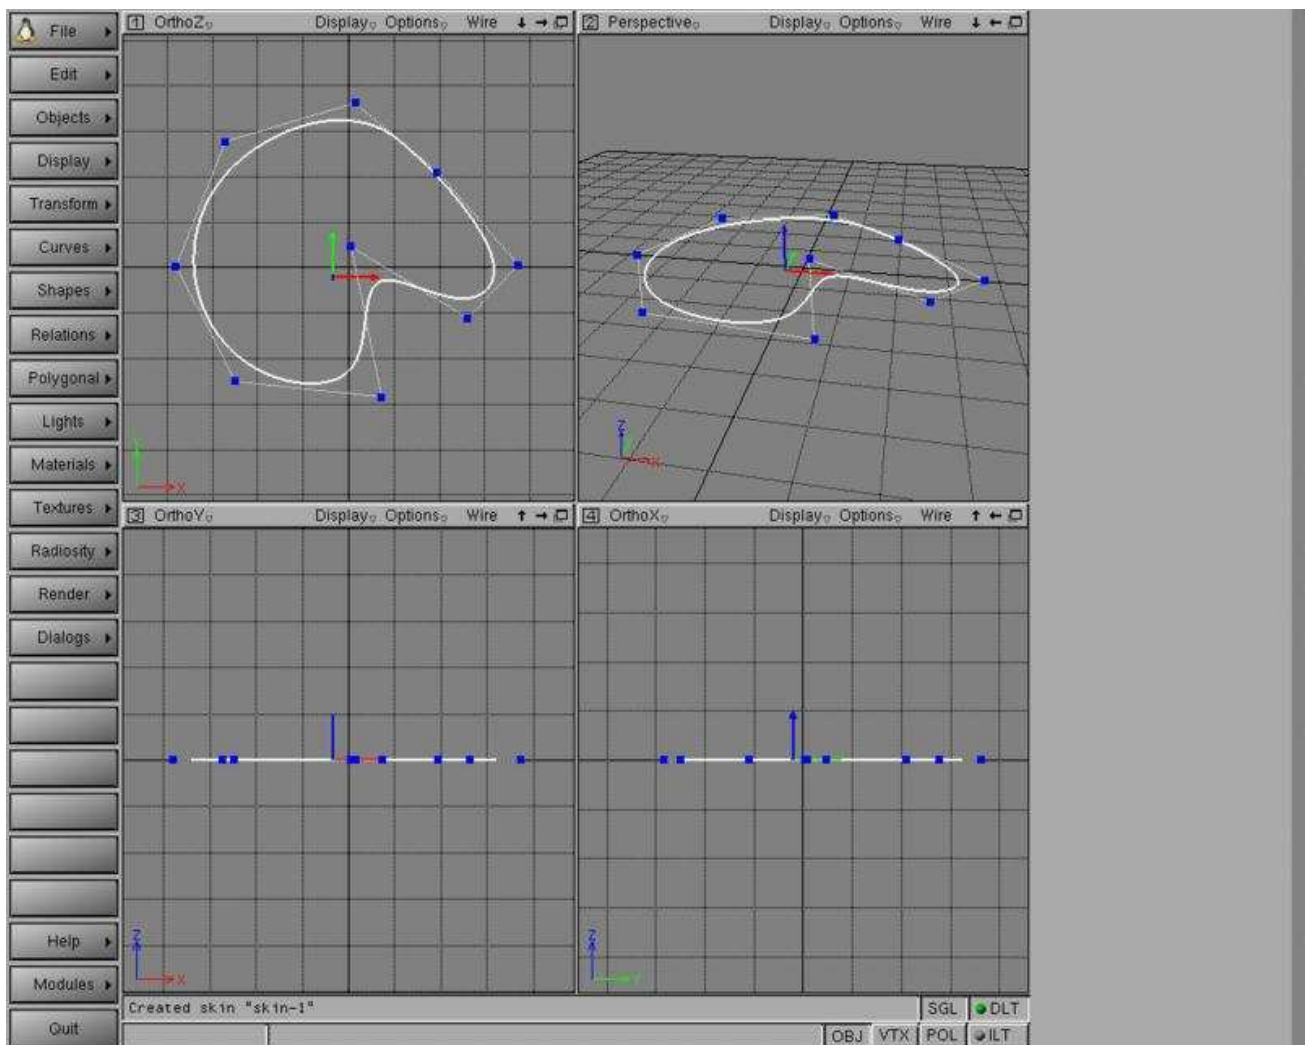 File
Edit
Objects
Display
Transform
Curves
Shapes
Relations
Polygonal
Lights
Materials
Textures
Radiosity
Render
Dialogs
Help
Modules
Quit
1 OrthoZ Display Options Wire
Y
X
2 Perspective Display Options Wire
Z
X
3 OrthoY Display Options Wire
Z
X
4 OrthoX Display Options Wire
Z
Y
Created skin "skin-1"
SGL DLT
OBJ VTX POL ILT